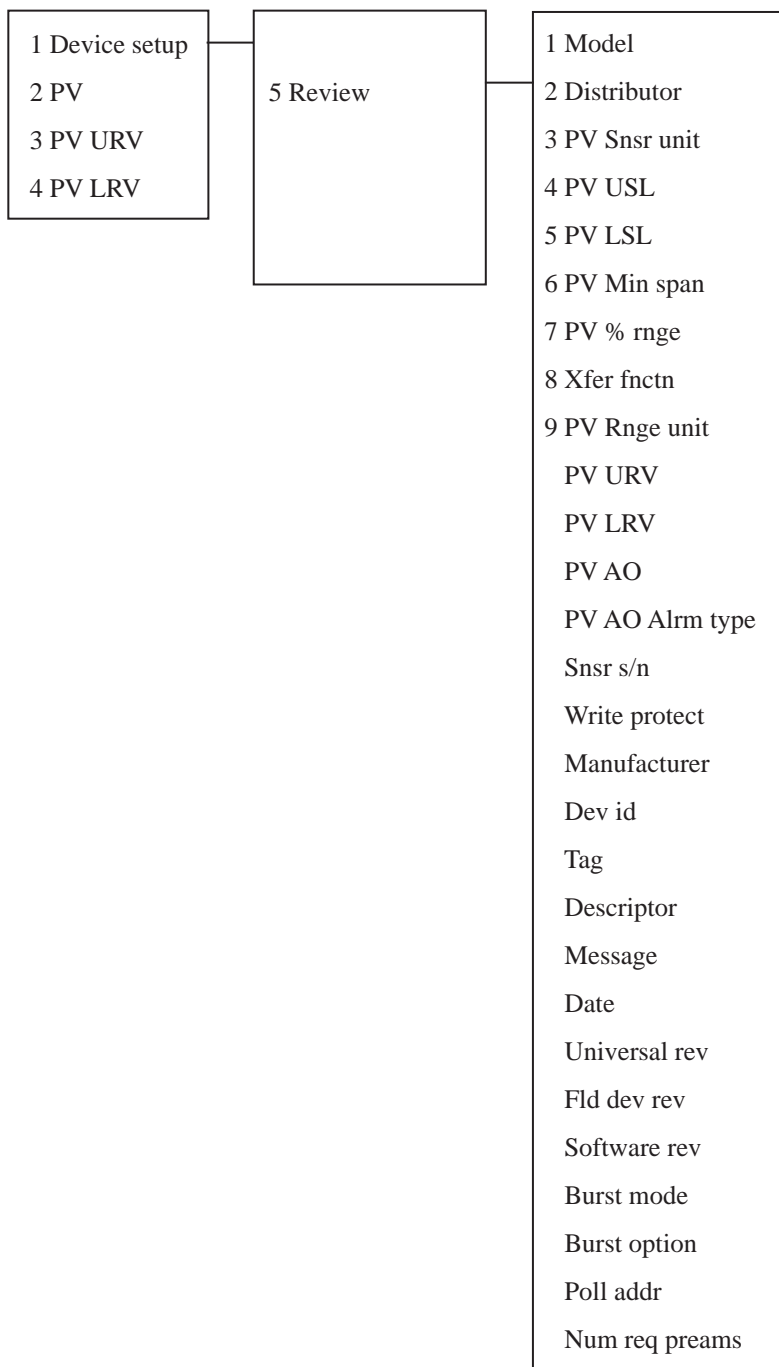 1 Device setup
2 PV
3 PV URV
4 PV LRV
5 Review
1 Model
2 Distributor
3 PV Snsr unit
4 PV USL
5 PV LSL
6 PV Min span
7 PV % rnge
8 Xfer fnctn
9 PV Rnge unit
PV URV
PV LRV
PV AO
PV AO Alrm type
Snsr s/n
Write protect
Manufacturer
Dev id
Tag
Descriptor
Message
Date
Universal rev
Fld dev rev
Software rev
Burst mode
Burst option
Poll addr
Num req preams